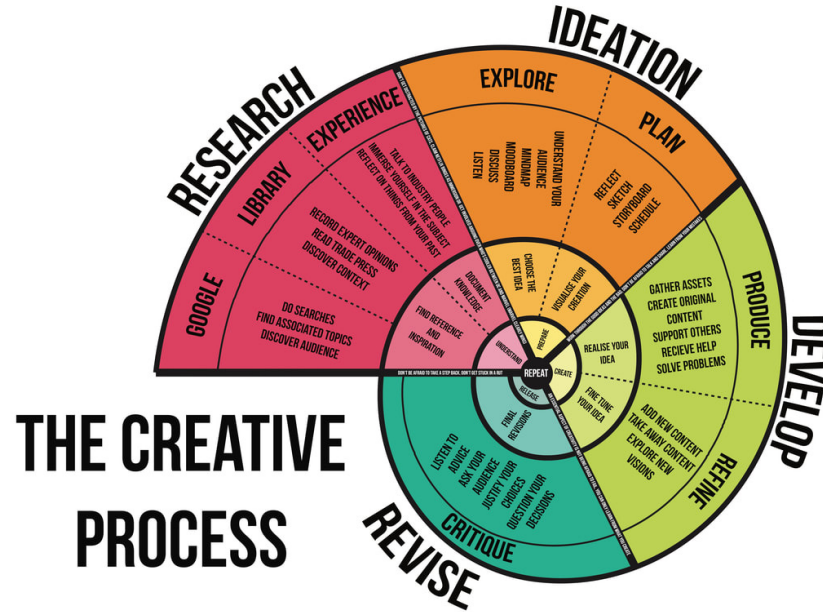 THE CREATIVE
PROCESS
RESEARCH
GOOGLE
DO SEARCHES
FIND ASSOCIATED TOPICS
DISCOVER AUDIENCE
LIBRARY
RECORD EXPERT OPINIONS
READ TRADE PRESS
DISCOVER CONTEXT
EXPERIENCE
TALK TO INDUSTRY PEOPLE
IMMERSE YOURSELF IN THE SUBJECT
REFLECT ON THINGS FROM YOUR PAST
FIND REFERENCE
AND
INSPIRATION
DOCUMENT
KNOWLEDGE
UNDERSTAND
IDEATION
EXPLORE
UNDERSTAND YOUR
AUDIENCE
MINDMAP
MOODBOARD
DISCUSS
LISTEN
PLAN
REFLECT
SKETCH
STORYBOARD
SCHEDULE
CHOOSE THE
BEST IDEA
VISUALISE YOUR
CREATION
PREPARE
DEVELOP
PRODUCE
GATHER ASSETS
CREATE ORIGINAL
CONTENT
SUPPORT OTHERS
RECIEVE HELP
SOLVE PROBLEMS
REFINE
ADD NEW CONTENT
TAKE AWAY CONTENT
EXPLORE NEW
VISIONS
REALISE YOUR
IDEA
FINE TUNE
YOUR IDEA
CREATE
REVISE
CRITIQUE
LISTEN TO
ADVICE
ASK YOUR
AUDIENCE
JUSTIFY YOUR
CHOICES
QUESTION YOUR
DECISIONS
FINAL
REVISIONS
RELEASE
REPEAT
DON'T BE AFRAID TO TAKE A STEP BACK, DON'T GET STUCK IN A RUT